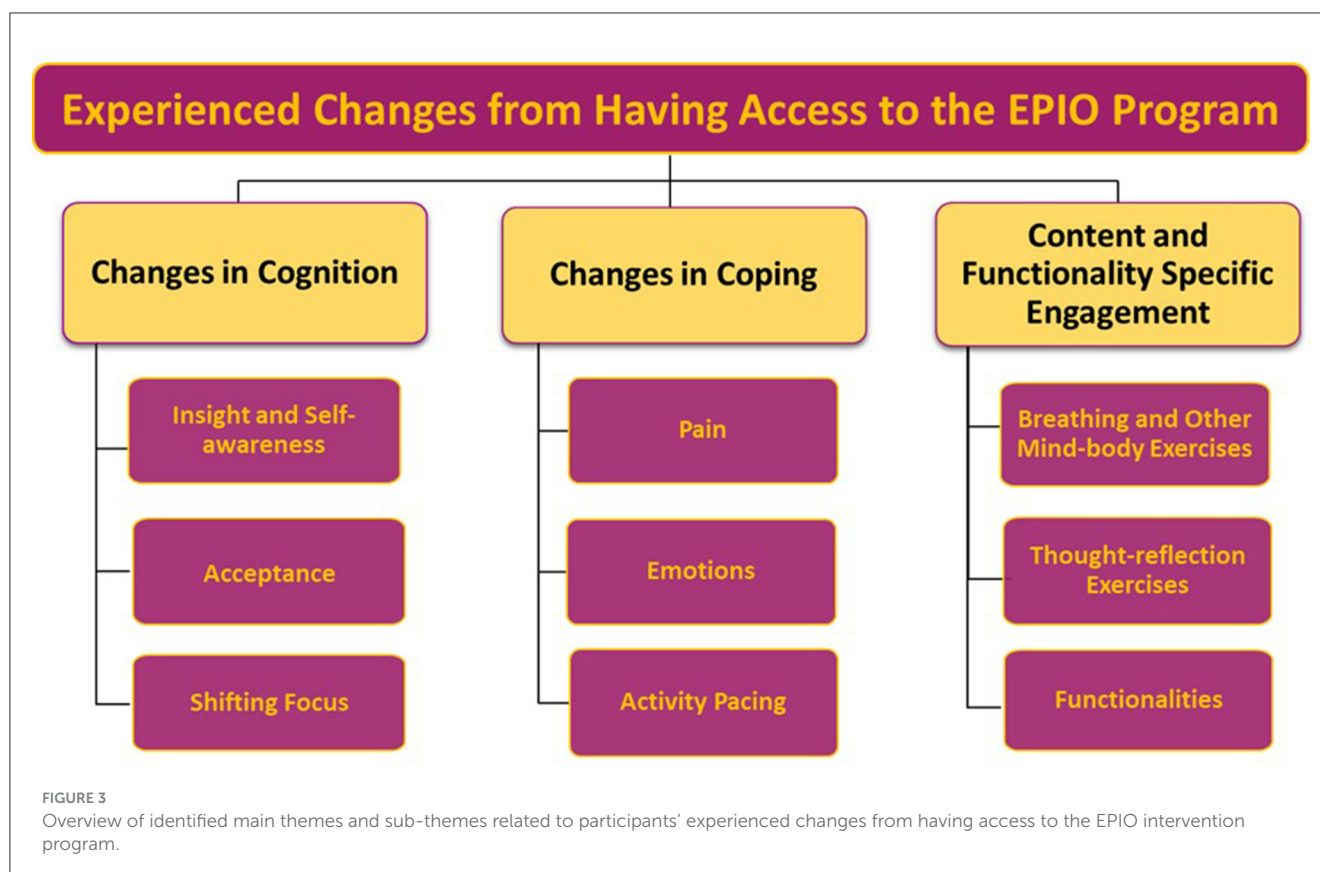 Experienced Changes from Having Access to the EPIO Program
Changes in Cognition
Insight and Self-
awareness
Acceptance
Shifting Focus
Changes in Coping
Pain
Emotions
Activity Pacing
Content and
Functionality Specific
Engagement
Breathing and Other
Mind-body Exercises
Thought-reflection
Exercises
Functionalities
FIGURE 3
Overview of identified main themes and sub-themes related to participants’ experienced changes from having access to the EPIO intervention
program.